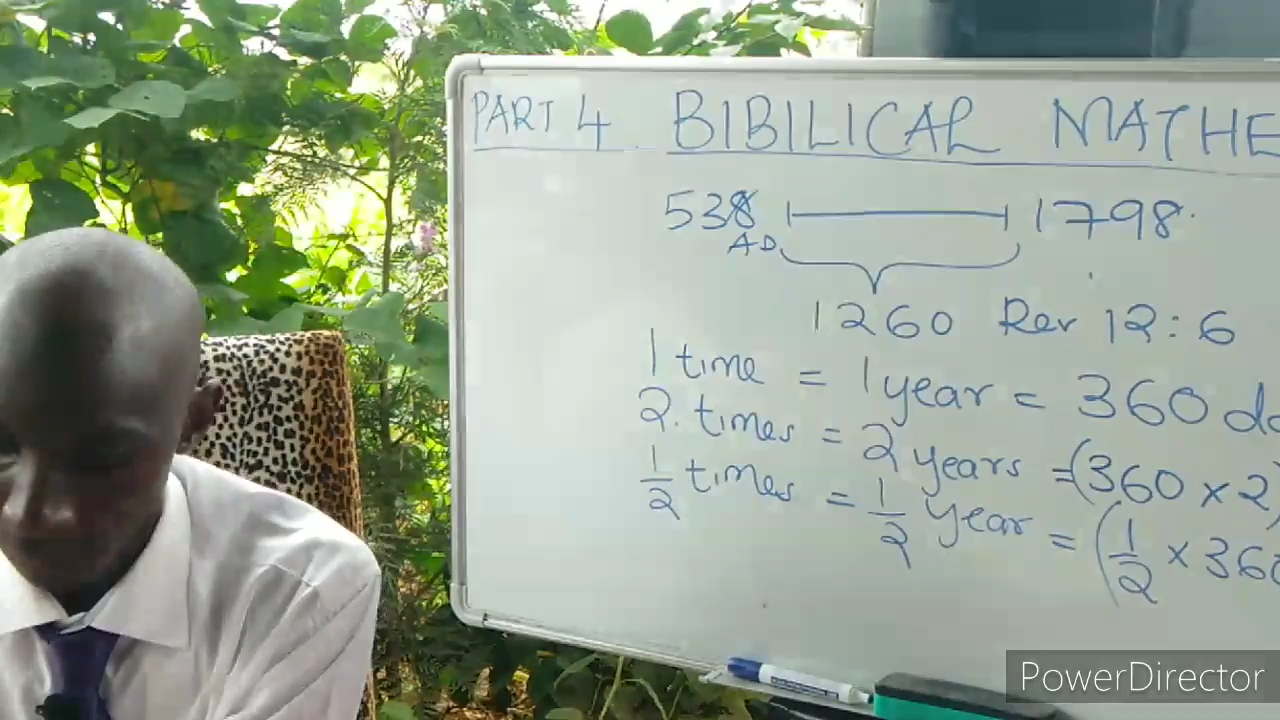 PART 4 BIBILICAL MATHE
538 1798.
AD
1260 Rev 12:6
1 time = 1 year = 360 da
2. times = 2 years = (360 × 2)
1/2 times = 1/2 year = (1/2 × 360
PowerDirector